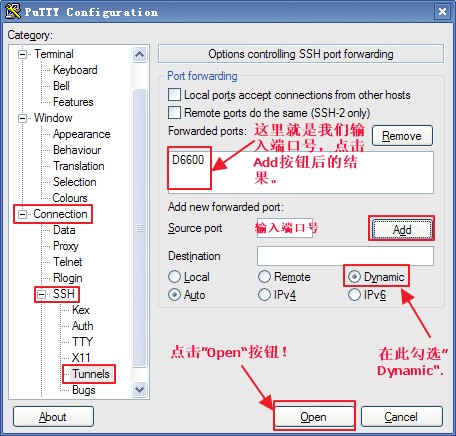 PuTTY Configuration
Category:
Terminal
Keyboard
Bell
Features
Window
Appearance
Behaviour
Translation
Selection
Colours
Connection
Data
Proxy
Telnet
Rlogin
SSH
Kex
Auth
TTY
X11
Tunnels
Bugs
Options controlling SSH port forwarding
Port forwarding
Local ports accept connections from other hosts
Remote ports do the same (SSH-2 only)
Forwarded ports:
Remove
D6600
这里就是我们输
入端口号，点击
Add按钮后的结
果。
Add new forwarded port:
Source port
输入端口号
Add
Destination
Local
Remote
Dynamic
Auto
IPv4
IPv6
点击"Open"按钮！
在此勾选"
Dynamic".
About
Open
Cancel